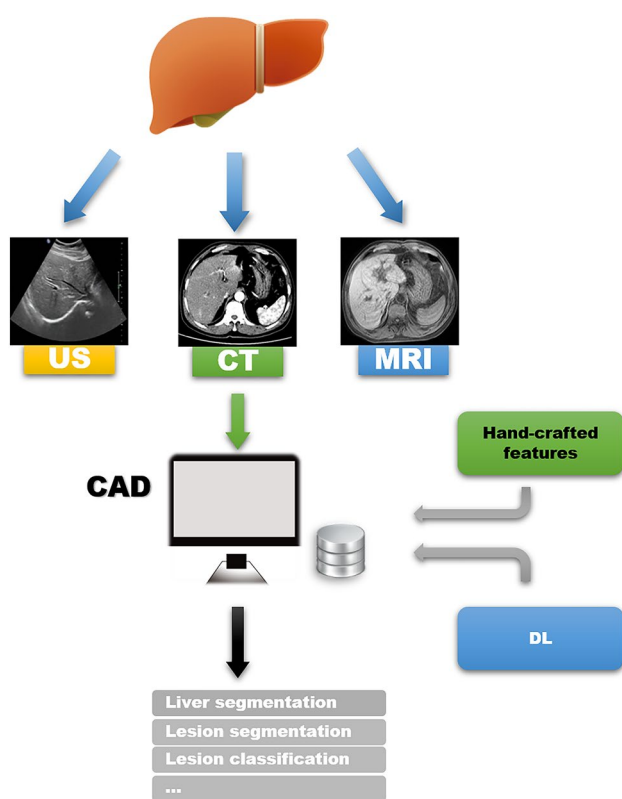 US
CT
MRI
CAD
Hand-crafted
features
DL
Liver segmentation
Lesion segmentation
Lesion classification
...